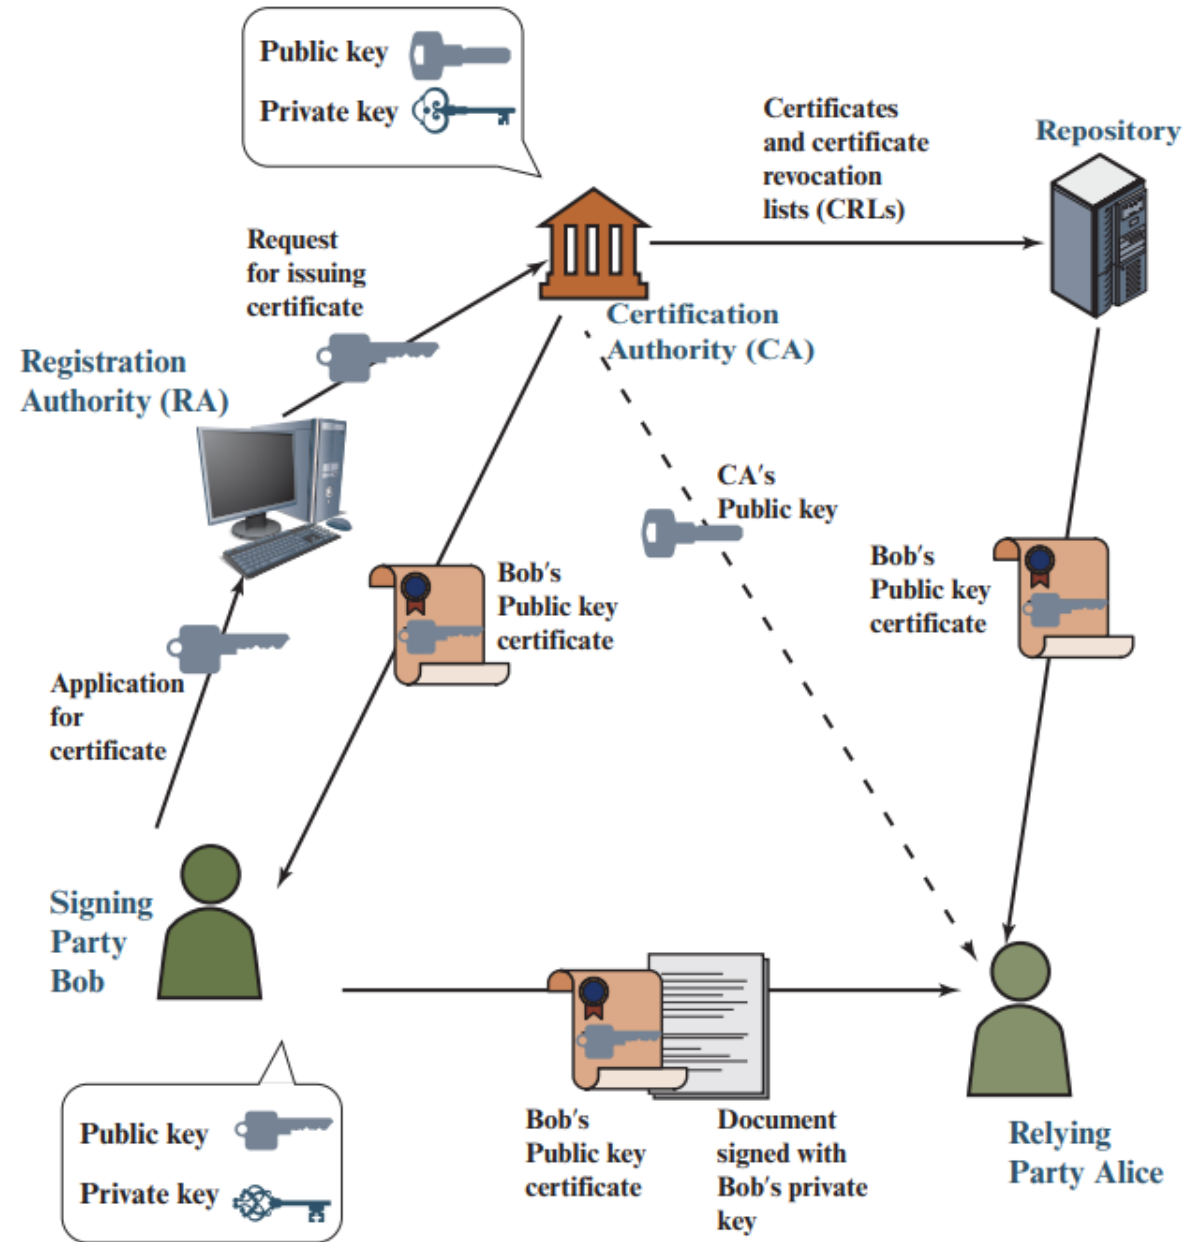 Public key
Private key
Certificates
and certificate
revocation
lists (CRLs)
Repository
Request
for issuing
certificate
Certification
Authority (CA)
Registration
Authority (RA)
CA's
Public key
Bob's
Public key
certificate
Bob's
Public key
certificate
Application
for
certificate
Signing
Party
Bob
Public key
Private key
Bob's
Public key
certificate
Document
signed with
Bob's private
key
Relying
Party Alice